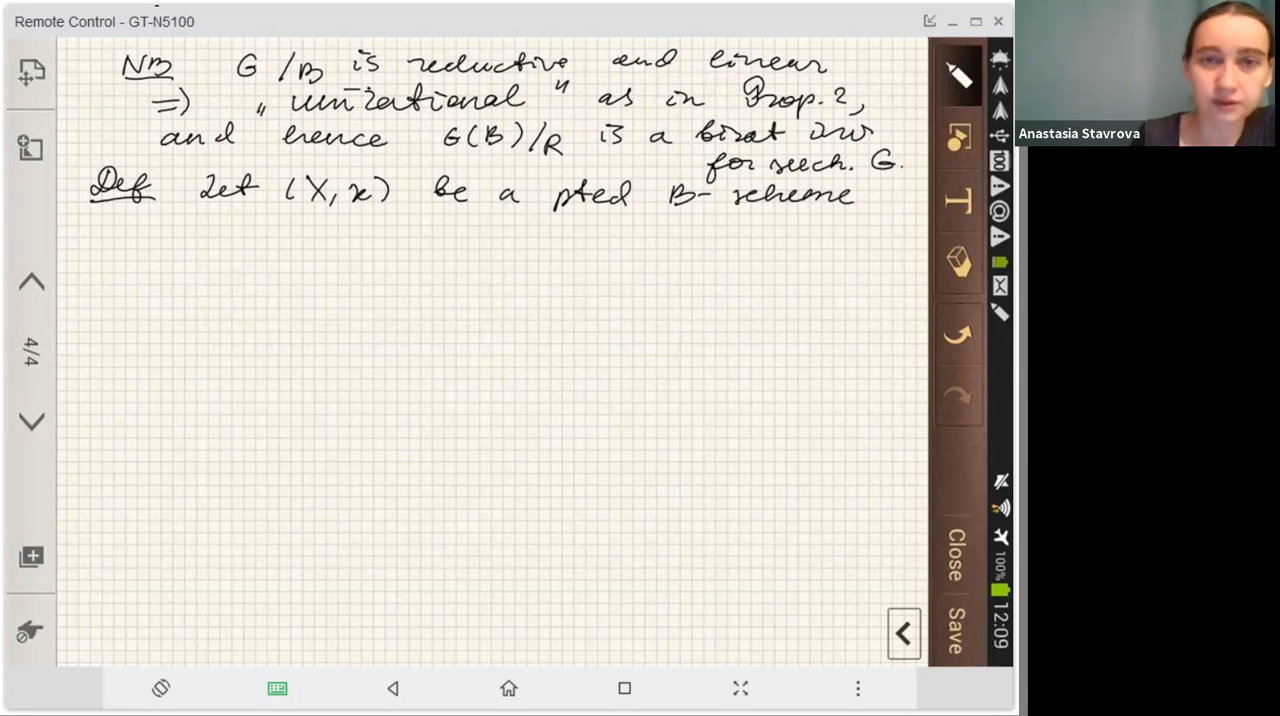 Remote Control - GT-N5100
NB G/B is reductive and linear
=> "unirational" as in Prop. 2,
and hence G(B)/R is a birat inv
for such. G.
Def Let (X, x) be a pted B-scheme
Anastasia Stavrova
4/4
T
100%
12:09
Close
Save